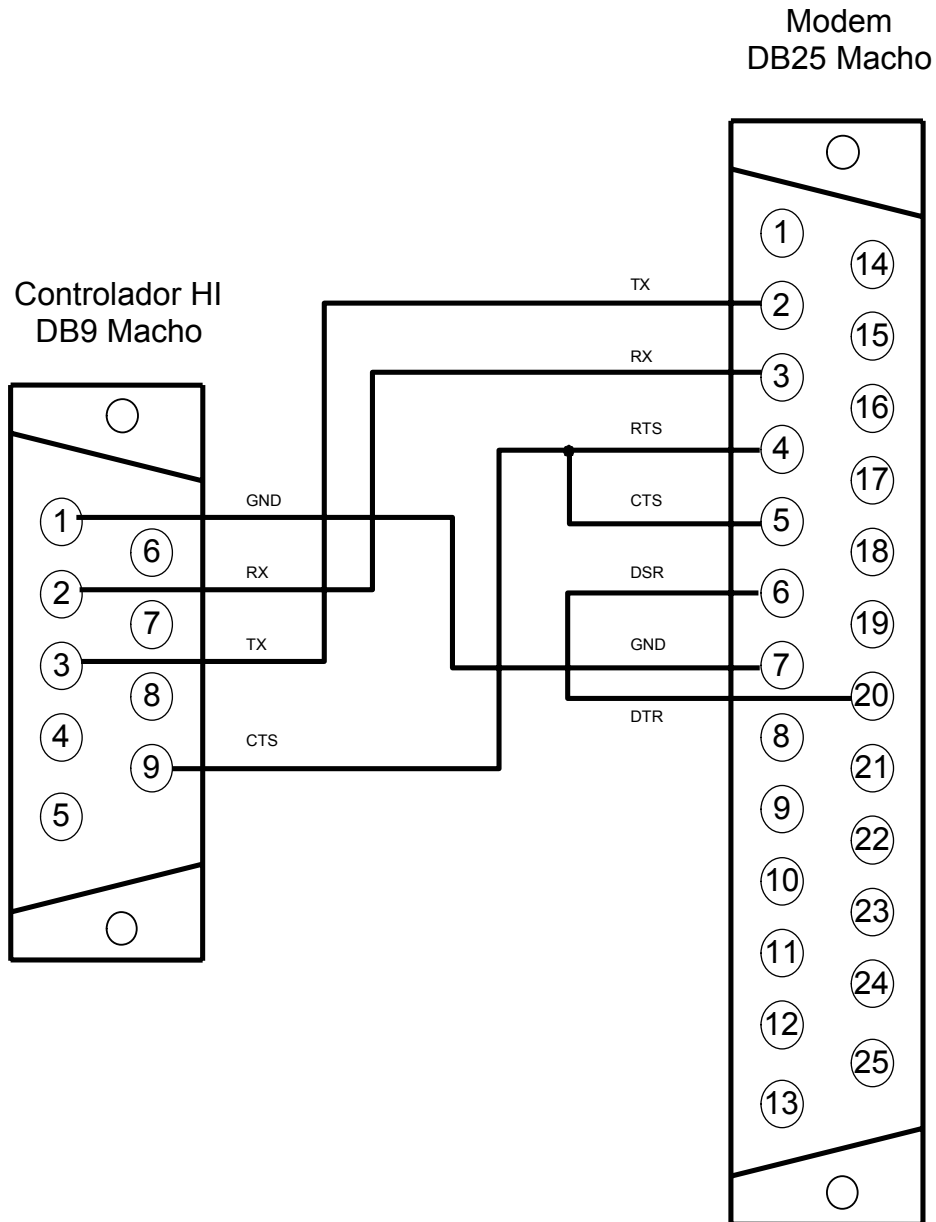 Modem
DB25 Macho
Controlador HI
DB9 Macho
1
6
2
7
3
8
4
9
5
GND
RX
TX
CTS
TX
RX
RTS
CTS
DSR
GND
DTR
1
14
2
15
3
16
4
17
5
18
6
19
7
20
8
21
9
22
10
23
11
24
12
25
13